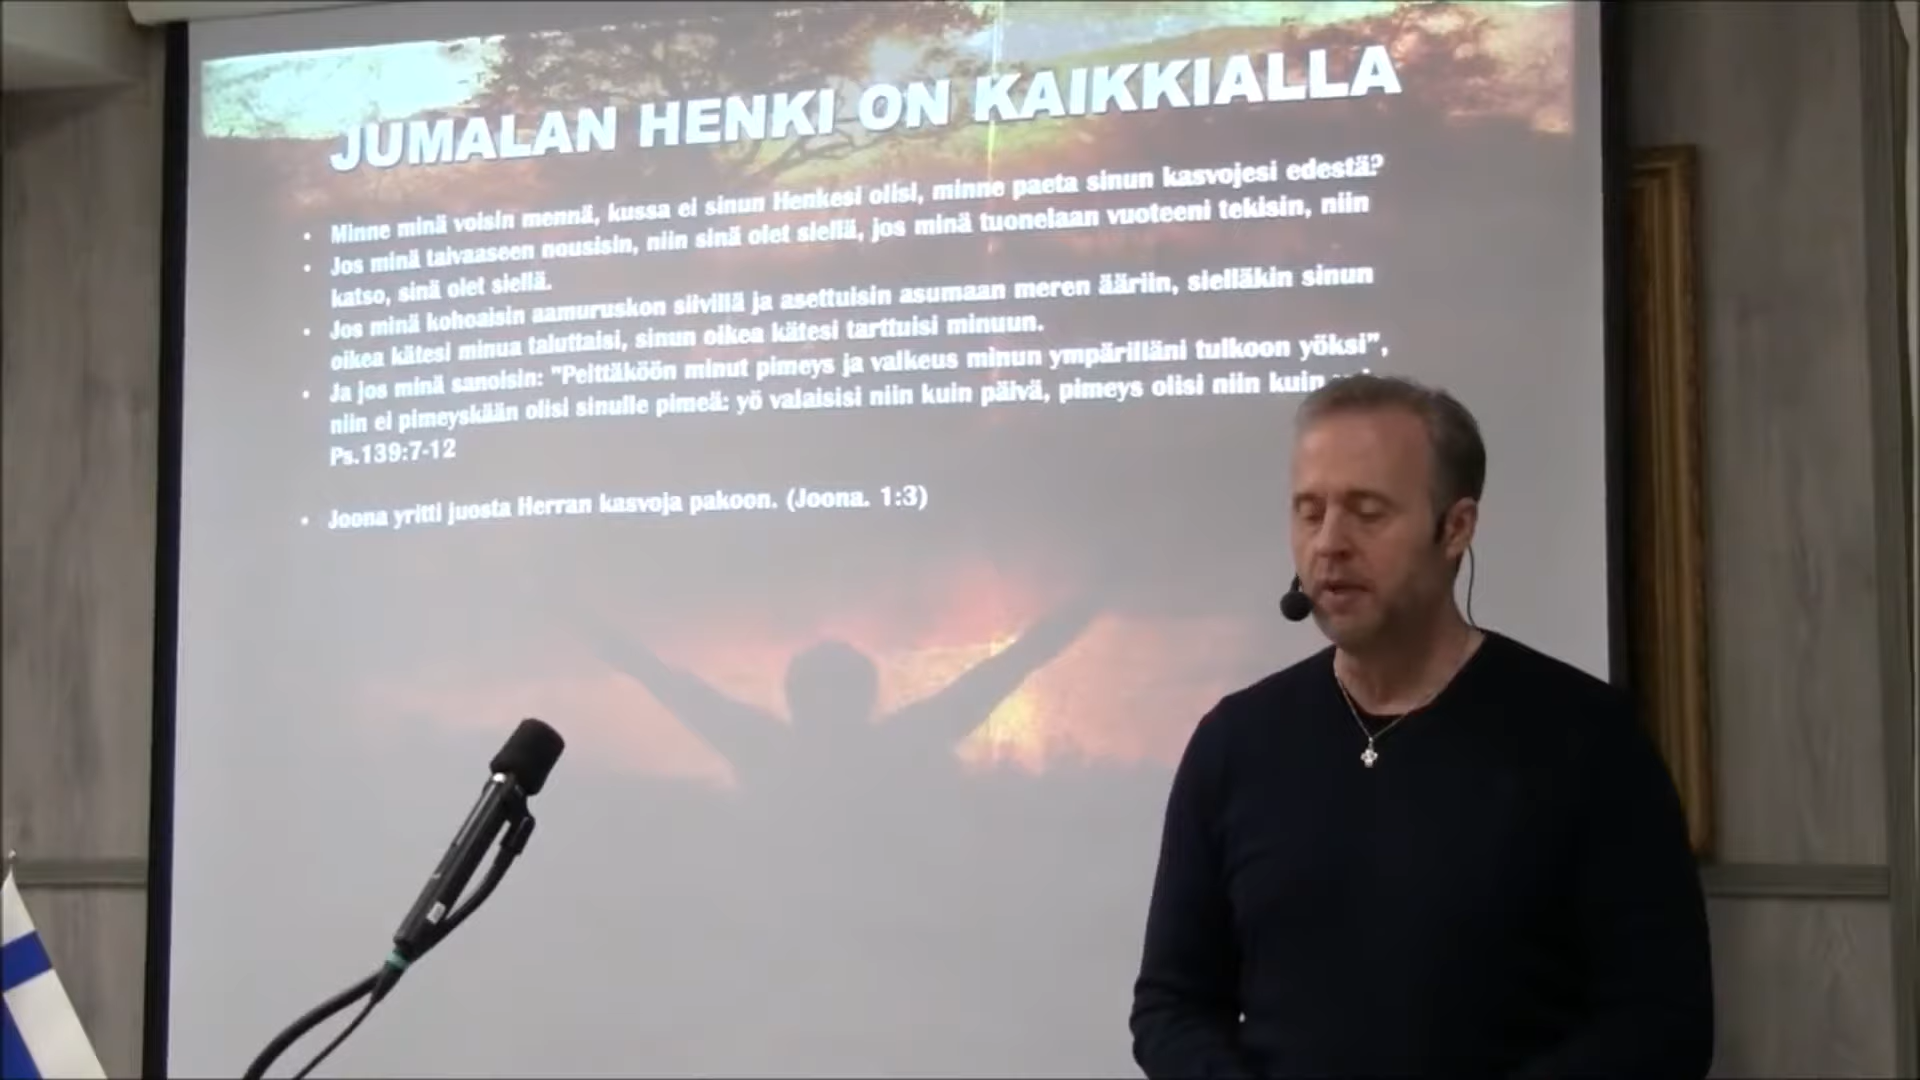 JUMALAN HENKI ON KAIKKIALLA
• Minne minä voisin mennä, kussa ei sinun Henkesi olisi, minne paeta sinun kasvojesi edestä?
• Jos minä taivaaseen nousisin, niin sinä olet siellä, jos minä tuonelaan vuoteeni tekisin, niin
katso, sinä olet siellä.
• Jos minä kohoaisin aamuruskon siivillä ja asettuisin asumaan meren ääriin, sielläkin sinun
oikea kätesi minua taluttaisi, sinun oikea kätesi tarttuisi minuun.
• Ja jos minä sanoisin: "Peittäköön minut pimeys ja valkeus minun ympärilläni tulkoon yöksi",
niin ei pimeyskään olisi sinulle pimeä: yö valaisisi niin kuin päivä, pimeys olisi niin kuin
Ps.139:7-12
• Joona yritti juosta Herran kasvoja pakoon. (Joona. 1:3)